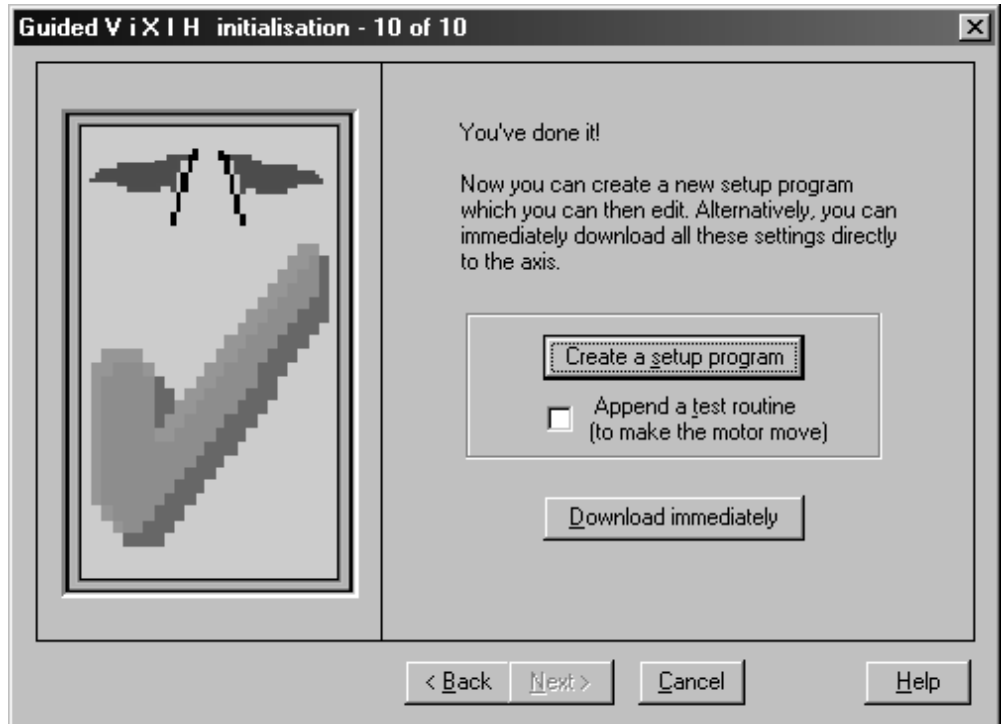 Guided V i X I H initialisation - 10 of 10
You've done it!
Now you can create a new setup program
which you can then edit. Alternatively, you can
immediately download all these settings directly
to the axis.
Create a setup program
Append a test routine
(to make the motor move)
Download immediately
< Back
Next >
Cancel
Help